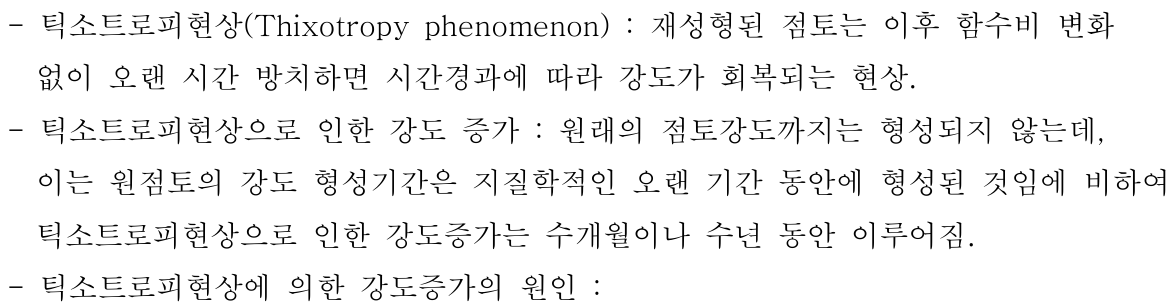 - 틱소트로피현상(Thixotropy phenomenon) : 재성형된 점토는 이후 함수비 변화
없이 오랜 시간 방치하면 시간경과에 따라 강도가 회복되는 현상.
- 틱소트로피현상으로 인한 강도 증가 : 원래의 점토강도까지는 형성되지 않는데,
이는 원점토의 강도 형성기간은 지질학적인 오랜 기간 동안에 형성된 것임에 비하여
틱소트로피현상으로 인한 강도증가는 수개월이나 수년 동안 이루어짐.
- 틱소트로피현상에 의한 강도증가의 원인 :